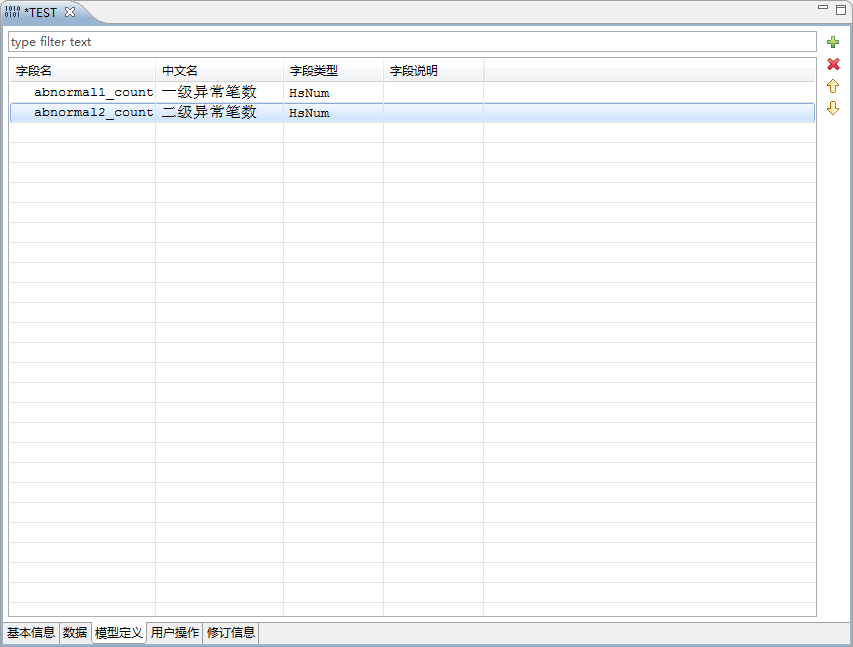 *TEST
type filter text
字段名 中文名 字段类型 字段说明
abnormal1_count 一级异常笔数 HsNum
abnormal2_count 二级异常笔数 HsNum
基本信息 数据 模型定义 用户操作 修订信息